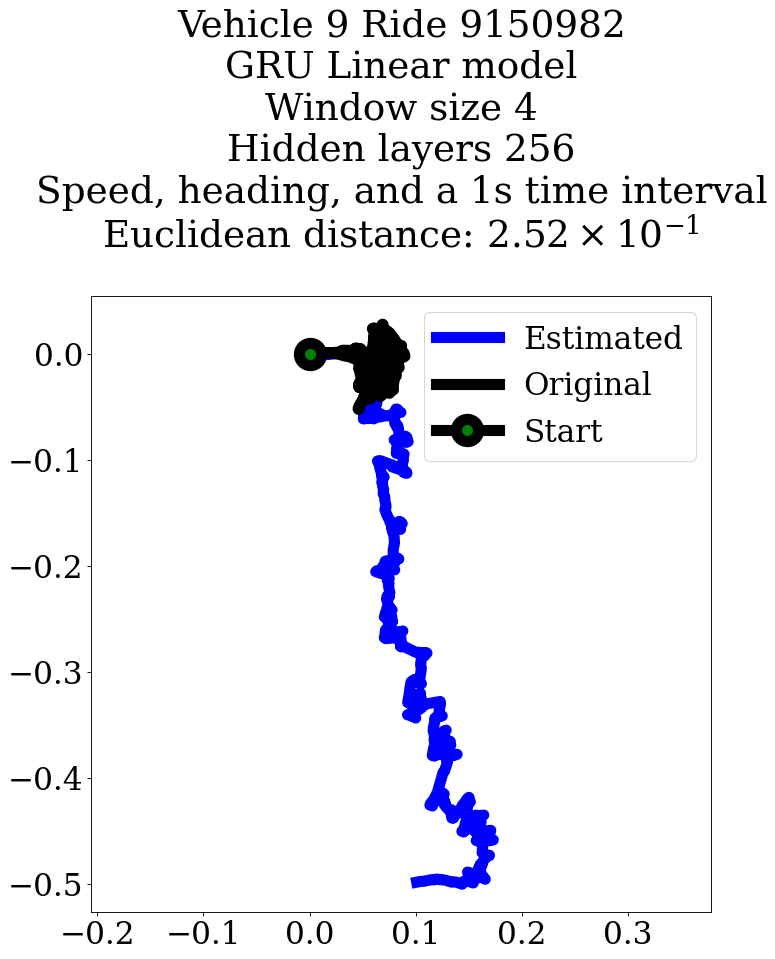 Vehicle 9 Ride 9150982
GRU Linear model
Window size 4
Hidden layers 256
Speed, heading, and a 1s time interval
Euclidean distance: 2.52 × 10⁻¹
Estimated
Original
Start
0.0
−0.1
−0.2
−0.3
−0.4
−0.5
−0.2 −0.1 0.0 0.1 0.2 0.3